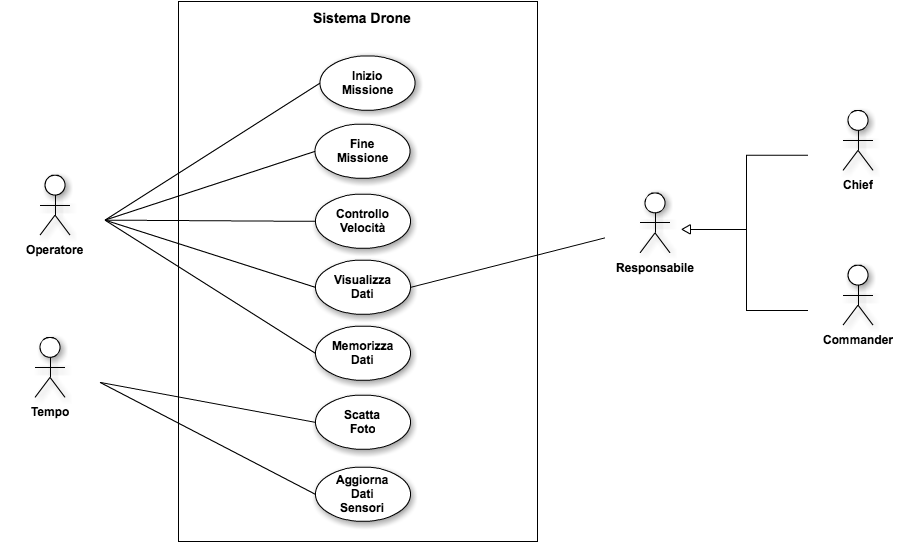 Sistema Drone
Inizio
Missione
Fine
Missione
Controllo
Velocità
Visualizza
Dati
Memorizza
Dati
Scatta
Foto
Aggiorna
Dati
Sensori
Operatore
Tempo
Responsabile
Chief
Commander